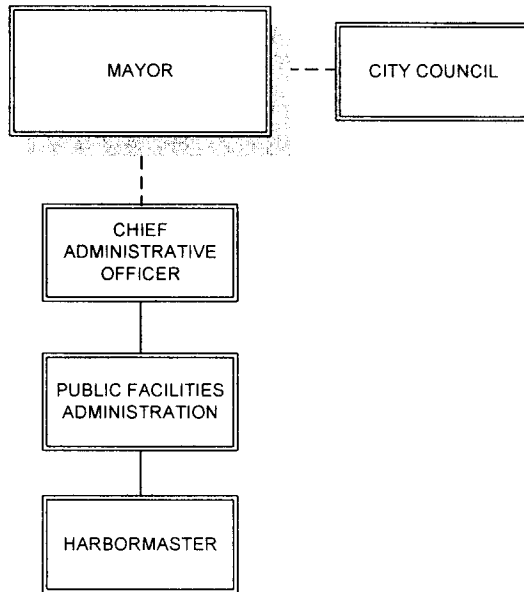 MAYOR
CITY COUNCIL
CHIEF
ADMINISTRATIVE
OFFICER
PUBLIC FACILITIES
ADMINISTRATION
HARBORMASTER